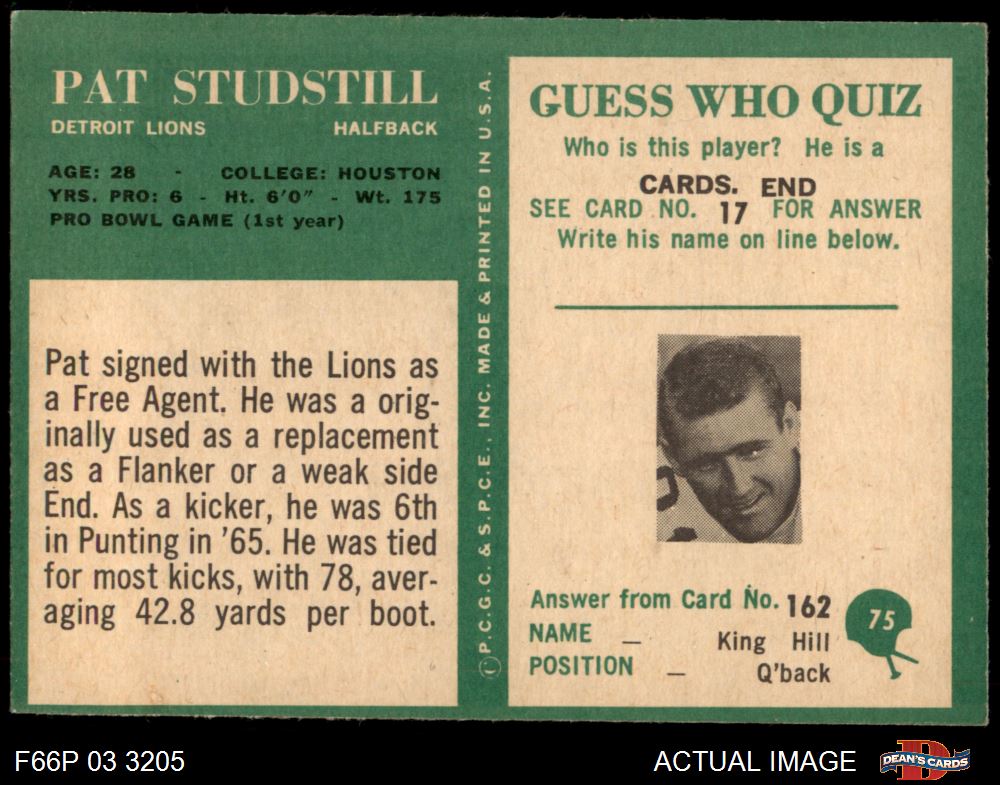 PAT STUDSTILL
DETROIT LIONS HALFBACK
AGE: 28 - COLLEGE: HOUSTON
YRS. PRO: 6 - Ht. 6'0" - Wt. 175
PRO BOWL GAME (1st year)
Pat signed with the Lions as
a Free Agent. He was a orig-
inally used as a replacement
as a Flanker or a weak side
End. As a kicker, he was 6th
in Punting in '65. He was tied
for most kicks, with 78, aver-
aging 42.8 yards per boot.
© P.C.G.C. & S.P.C.E., INC. MADE & PRINTED IN U.S.A.
GUESS WHO QUIZ
Who is this player? He is a
CARDS. END
SEE CARD NO. 17 FOR ANSWER
Write his name on line below.
Answer from Card No. 162
NAME – King Hill
POSITION – Q'back
75
F66P 03 3205
ACTUAL IMAGE
D
DEAN'S CARDS